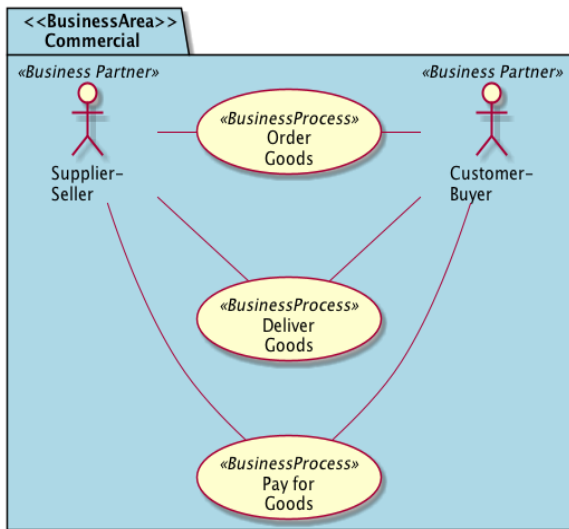 <<BusinessArea>>
Commercial
«Business Partner»
Supplier-
Seller
«BusinessProcess»
Order
Goods
«Business Partner»
Customer-
Buyer
«BusinessProcess»
Deliver
Goods
«BusinessProcess»
Pay for
Goods